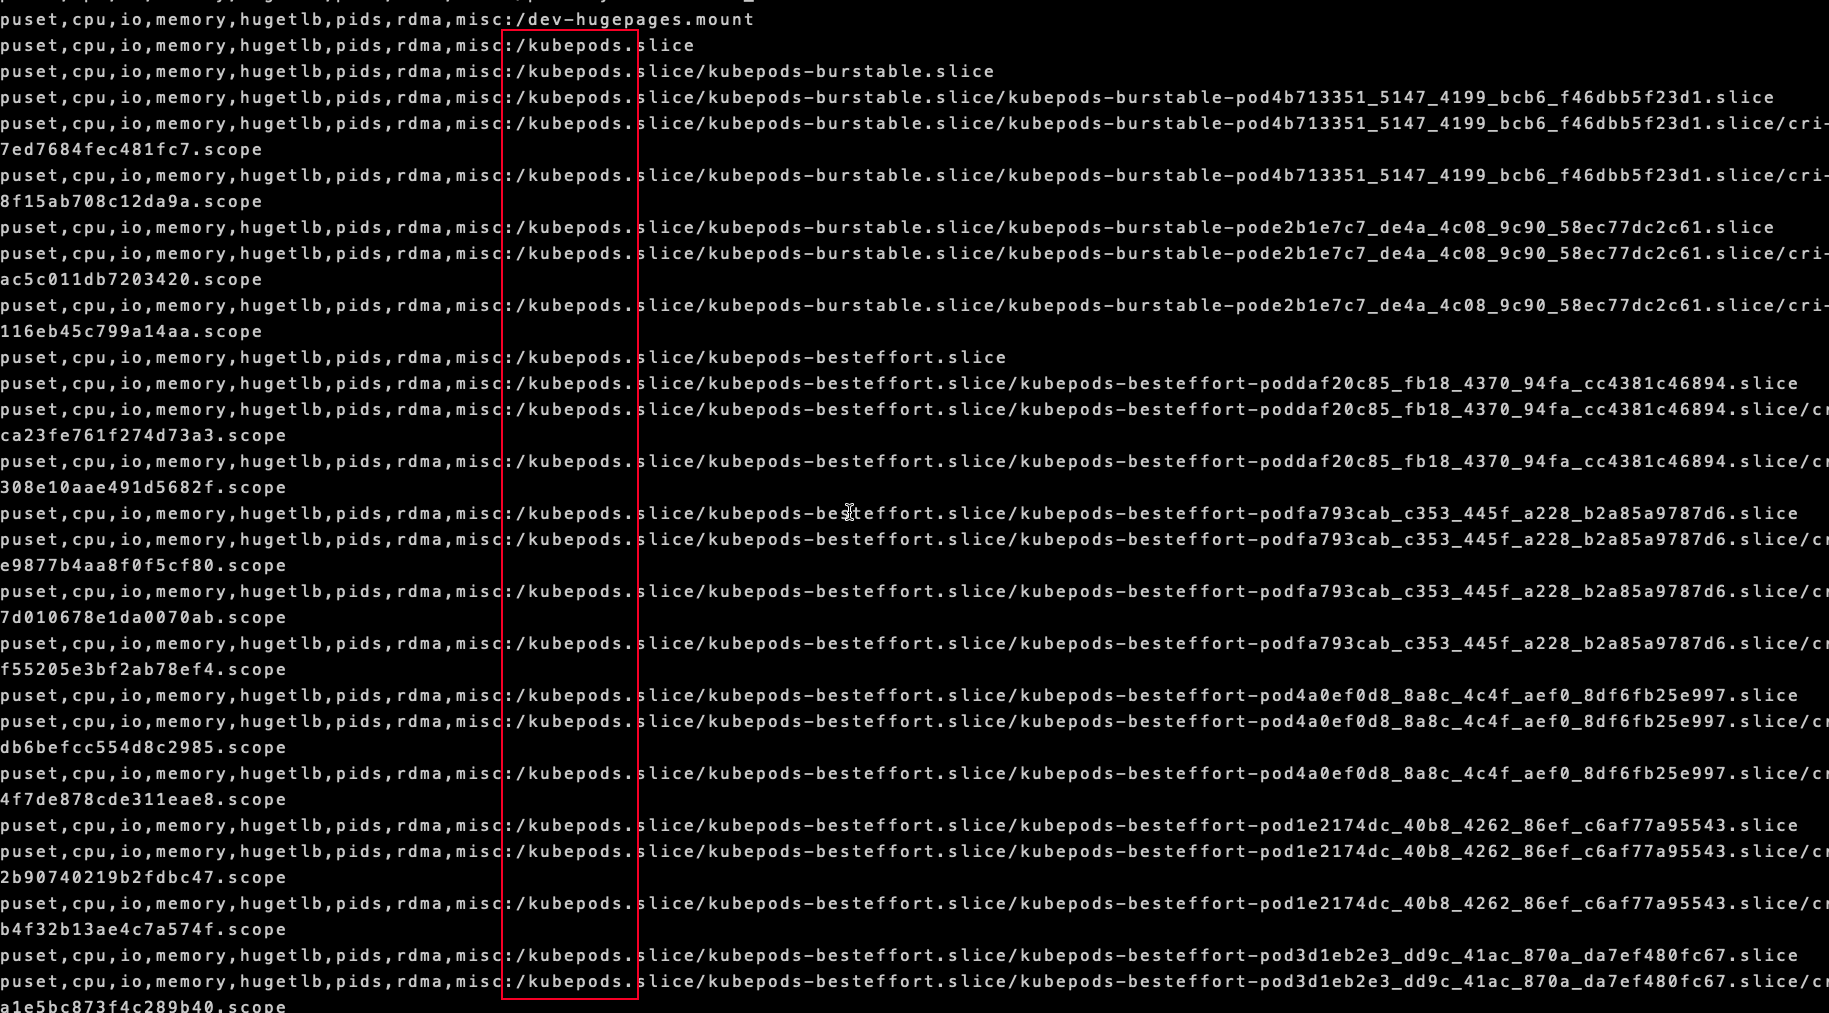 puset,cpu,io,memory,hugetlb,pids,rdma,misc:/dev-hugepages.mount
puset,cpu,io,memory,hugetlb,pids,rdma,misc:/kubepods.slice
puset,cpu,io,memory,hugetlb,pids,rdma,misc:/kubepods.slice/kubepods-burstable.slice
puset,cpu,io,memory,hugetlb,pids,rdma,misc:/kubepods.slice/kubepods-burstable.slice/kubepods-burstable-pod4b713351_5147_4199_bcb6_f46dbb5f23d1.slice
puset,cpu,io,memory,hugetlb,pids,rdma,misc:/kubepods.slice/kubepods-burstable.slice/kubepods-burstable-pod4b713351_5147_4199_bcb6_f46dbb5f23d1.slice/cri-
7ed7684fec481fc7.scope
puset,cpu,io,memory,hugetlb,pids,rdma,misc:/kubepods.slice/kubepods-burstable.slice/kubepods-burstable-pod4b713351_5147_4199_bcb6_f46dbb5f23d1.slice/cri-
8f15ab708c12da9a.scope
puset,cpu,io,memory,hugetlb,pids,rdma,misc:/kubepods.slice/kubepods-burstable.slice/kubepods-burstable-pode2b1e7c7_de4a_4c08_9c90_58ec77dc2c61.slice
puset,cpu,io,memory,hugetlb,pids,rdma,misc:/kubepods.slice/kubepods-burstable.slice/kubepods-burstable-pode2b1e7c7_de4a_4c08_9c90_58ec77dc2c61.slice/cri-
ac5c011db7203420.scope
puset,cpu,io,memory,hugetlb,pids,rdma,misc:/kubepods.slice/kubepods-burstable.slice/kubepods-burstable-pode2b1e7c7_de4a_4c08_9c90_58ec77dc2c61.slice/cri-
116eb45c799a14aa.scope
puset,cpu,io,memory,hugetlb,pids,rdma,misc:/kubepods.slice/kubepods-besteffort.slice
puset,cpu,io,memory,hugetlb,pids,rdma,misc:/kubepods.slice/kubepods-besteffort.slice/kubepods-besteffort-poddaf20c85_fb18_4370_94fa_cc4381c46894.slice
puset,cpu,io,memory,hugetlb,pids,rdma,misc:/kubepods.slice/kubepods-besteffort.slice/kubepods-besteffort-poddaf20c85_fb18_4370_94fa_cc4381c46894.slice/cr
ca23fe761f274d73a3.scope
puset,cpu,io,memory,hugetlb,pids,rdma,misc:/kubepods.slice/kubepods-besteffort.slice/kubepods-besteffort-poddaf20c85_fb18_4370_94fa_cc4381c46894.slice/cr
308e10aae491d5682f.scope
puset,cpu,io,memory,hugetlb,pids,rdma,misc:/kubepods.slice/kubepods-besteffort.slice/kubepods-besteffort-podfa793cab_c353_445f_a228_b2a85a9787d6.slice
puset,cpu,io,memory,hugetlb,pids,rdma,misc:/kubepods.slice/kubepods-besteffort.slice/kubepods-besteffort-podfa793cab_c353_445f_a228_b2a85a9787d6.slice/cr
e9877b4aa8f0f5cf80.scope
puset,cpu,io,memory,hugetlb,pids,rdma,misc:/kubepods.slice/kubepods-besteffort.slice/kubepods-besteffort-podfa793cab_c353_445f_a228_b2a85a9787d6.slice/cr
7d010678e1da0070ab.scope
puset,cpu,io,memory,hugetlb,pids,rdma,misc:/kubepods.slice/kubepods-besteffort.slice/kubepods-besteffort-podfa793cab_c353_445f_a228_b2a85a9787d6.slice/cr
f55205e3bf2ab78ef4.scope
puset,cpu,io,memory,hugetlb,pids,rdma,misc:/kubepods.slice/kubepods-besteffort.slice/kubepods-besteffort-pod4a0ef0d8_8a8c_4c4f_aef0_8df6fb25e997.slice
puset,cpu,io,memory,hugetlb,pids,rdma,misc:/kubepods.slice/kubepods-besteffort.slice/kubepods-besteffort-pod4a0ef0d8_8a8c_4c4f_aef0_8df6fb25e997.slice/cr
db6befcc554d8c2985.scope
puset,cpu,io,memory,hugetlb,pids,rdma,misc:/kubepods.slice/kubepods-besteffort.slice/kubepods-besteffort-pod4a0ef0d8_8a8c_4c4f_aef0_8df6fb25e997.slice/cr
4f7de878cde311eae8.scope
puset,cpu,io,memory,hugetlb,pids,rdma,misc:/kubepods.slice/kubepods-besteffort.slice/kubepods-besteffort-pod1e2174dc_40b8_4262_86ef_c6af77a95543.slice
puset,cpu,io,memory,hugetlb,pids,rdma,misc:/kubepods.slice/kubepods-besteffort.slice/kubepods-besteffort-pod1e2174dc_40b8_4262_86ef_c6af77a95543.slice/cr
2b90740219b2fdbc47.scope
puset,cpu,io,memory,hugetlb,pids,rdma,misc:/kubepods.slice/kubepods-besteffort.slice/kubepods-besteffort-pod1e2174dc_40b8_4262_86ef_c6af77a95543.slice/cr
b4f32b13ae4c7a574f.scope
puset,cpu,io,memory,hugetlb,pids,rdma,misc:/kubepods.slice/kubepods-besteffort.slice/kubepods-besteffort-pod3d1eb2e3_dd9c_41ac_870a_da7ef480fc67.slice
puset,cpu,io,memory,hugetlb,pids,rdma,misc:/kubepods.slice/kubepods-besteffort.slice/kubepods-besteffort-pod3d1eb2e3_dd9c_41ac_870a_da7ef480fc67.slice/cr
a1e5bc873f4c289b40.scope